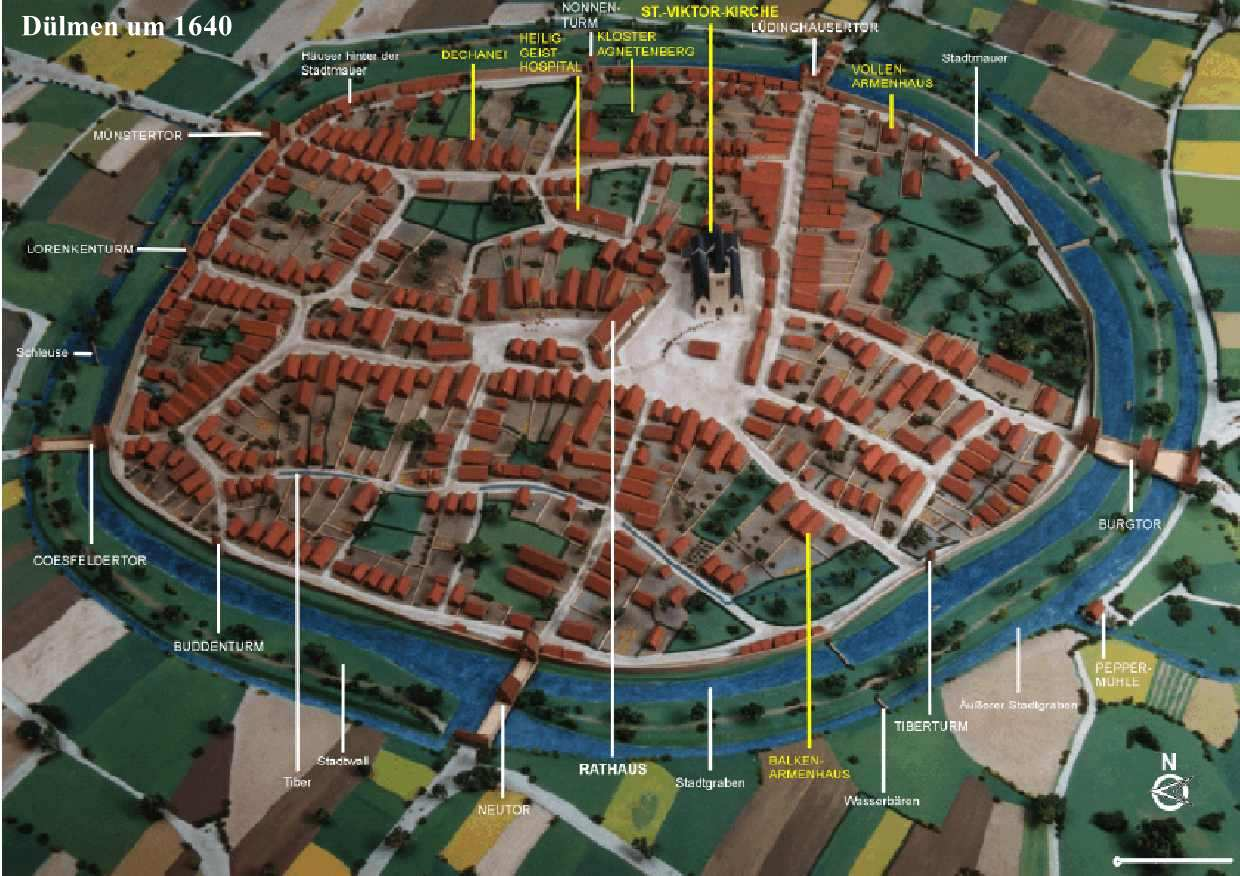 Dülmen um 1640
NONNEN-
TURM
ST.-VIKTOR-KIRCHE
LÜDINGHAUSERTOR
HEILIG-
GEIST-
HOSPITAL
KLOSTER
AGNETENBERG
DECHANEI
Häuser hinter der
Stadtmauer
Stadtmauer
VOLLEN-
ARMENHAUS
MÜNSTERTOR
LORENKENTURM
Schleuse
COESFELDERTOR
BURGTOR
BUDDENTURM
PEPPER-
MÜHLE
Äußerer Stadtgraben
TIBERTURM
Stadtwall
Tiber
RATHAUS
Stadtgraben
BALKEN-
ARMENHAUS
Wasserbären
NEUTOR
N